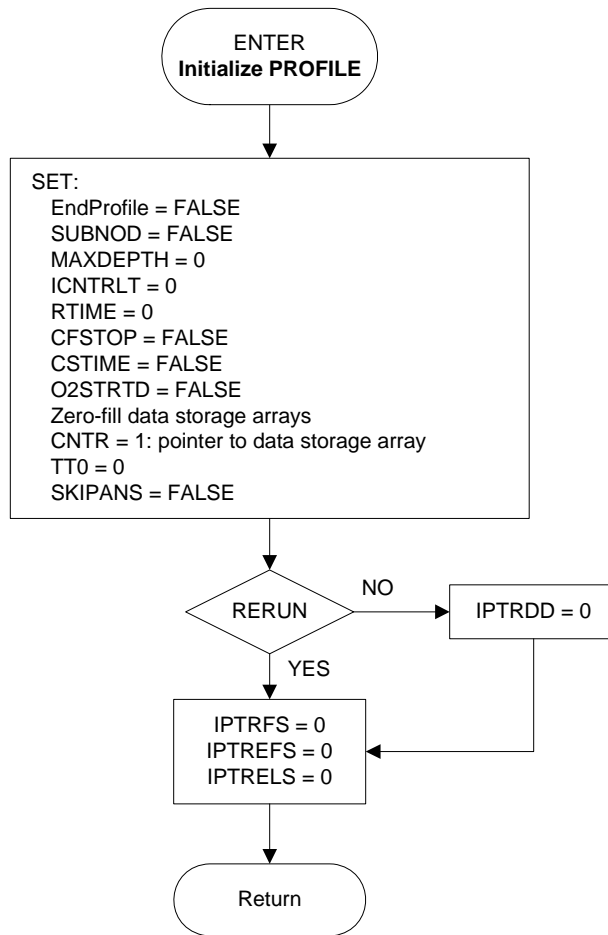 ENTER
Initialize PROFILE
SET:
EndProfile = FALSE
SUBNOD = FALSE
MAXDEPTH = 0
ICNTRLT = 0
RTIME = 0
CFSTOP = FALSE
CSTIME = FALSE
O2STRTD = FALSE
Zero-fill data storage arrays
CNTR = 1: pointer to data storage array
TT0 = 0
SKIPANS = FALSE
RERUN
NO
IPTRDD = 0
YES
IPTRFS = 0
IPTREFS = 0
IPTRELS = 0
Return